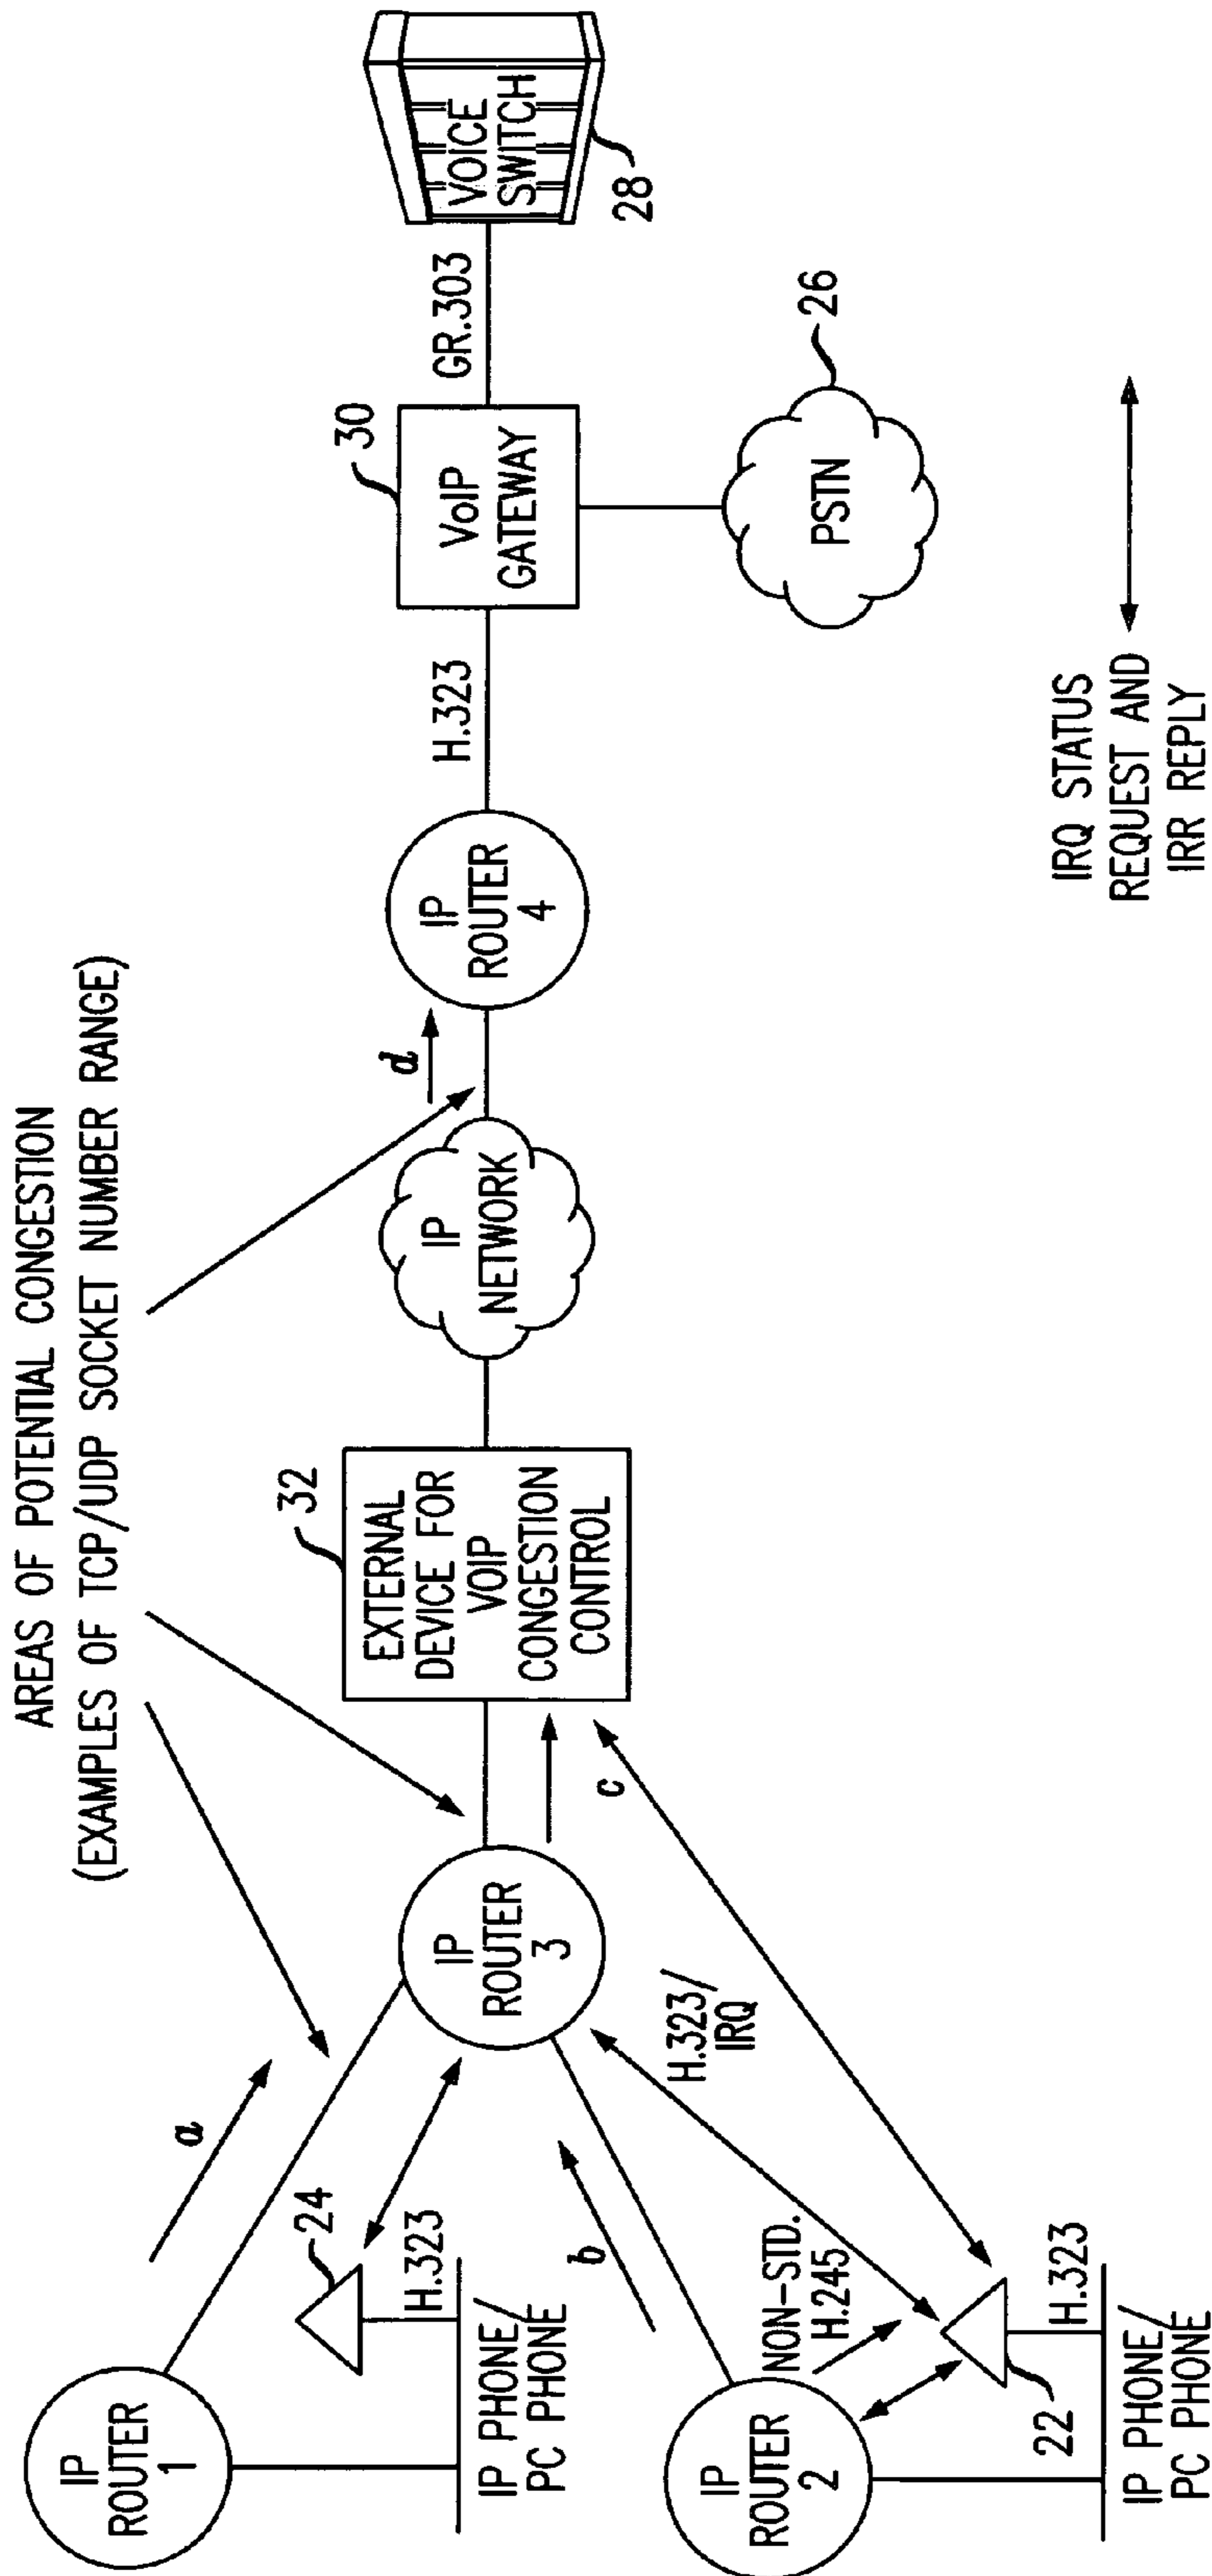 AREAS OF POTENTIAL CONGESTION
(EXAMPLES OF TCP/UDP SOCKET NUMBER RANGE)
IP
ROUTER
1
a
24
H.323
IP PHONE/
PC PHONE
IP
ROUTER
2
b
NON-STD.
H.245
22
H.323
IP PHONE/
PC PHONE
IP
ROUTER
3
H.323/
IRQ
c
32
EXTERNAL
DEVICE FOR
VOIP
CONGESTION
CONTROL
IP
NETWORK
d
IP
ROUTER
4
H.323
30
VoIP
GATEWAY
GR.303
VOICE
SWITCH
28
PSTN
26
IRQ STATUS
REQUEST AND
IRR REPLY